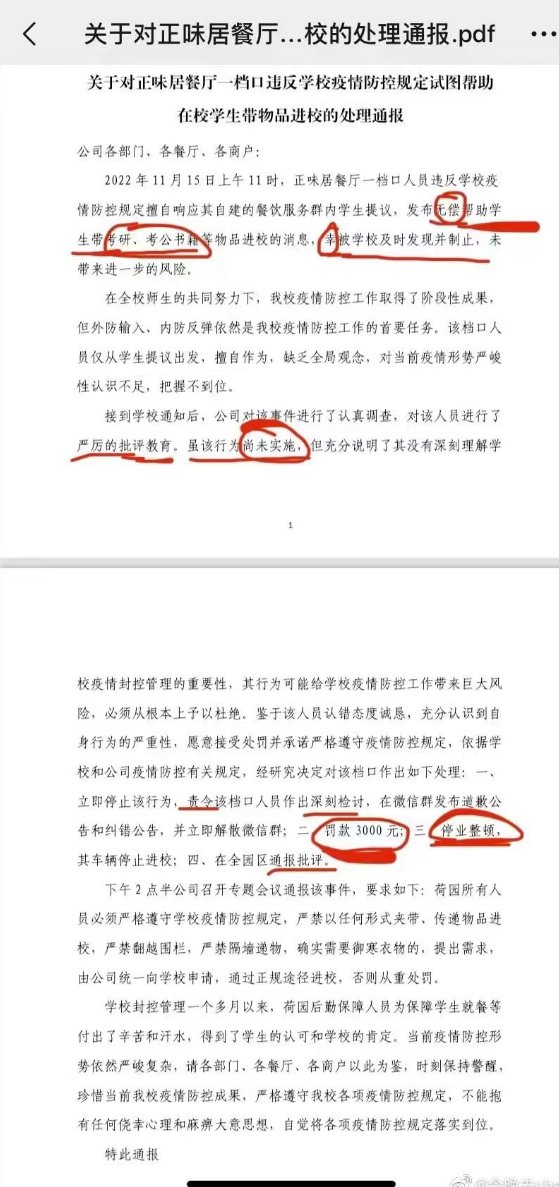 关于对正味居餐厅...校的处理通报.pdf
关于对正味居餐厅一档口违反学校疫情防控规定试图帮助
在校学生带物品进校的处理通报
公司各部门、各餐厅、各商户：
2022年11月15日上午11时，正味居餐厅一档口人员违反学校疫
情防控规定擅自响应其自建的餐饮服务群内学生提议，发布无偿帮助学
生带考研、考公书籍等物品进校的消息，幸被学校及时发现并制止，未
带来进一步的风险。
在全校师生的共同努力下，我校疫情防控工作取得了阶段性成果，
但外防输入、内防反弹依然是我校疫情防控工作的首要任务。该档口人
员仅从学生提议出发，擅自作为，缺乏全局观念，对当前疫情形势严峻
性认识不足，把握不到位。
接到学校通知后，公司对该事件进行了认真调查，对该人员进行了
严厉的批评教育。虽该行为尚未实施，但充分说明了其没有深刻理解学
1
校疫情封控管理的重要性，其行为可能给学校疫情防控工作带来巨大风
险，必须从根本上予以杜绝。鉴于该人员认错态度诚恳，充分认识到自
身行为的严重性，愿意接受处罚并承诺严格遵守疫情防控规定，依据学
校和公司疫情防控有关规定，经研究决定对该档口作出如下处理：一、
立即停止该行为，责令该档口人员作出深刻检讨，在微信群发布道歉公
告和纠错公告，并立即解散微信群；二、罚款3000元；三、停业整顿，
其车辆停止进校；四、在全园区通报批评。
下午2点半公司召开专题会议通报该事件，要求如下：荷园所有人
员必须严格遵守学校疫情防控规定，严禁以任何形式夹带、传递物品进
校，严禁翻越围栏，严禁隔墙递物，确实需要御寒衣物的，提出需求，
由公司统一向学校申请，通过正规途径进校，否则从重处罚。
学校封控管理一个多月以来，荷园后勤保障人员为保障学生就餐等
付出了辛苦和汗水，得到了学生的认可和学校的肯定。当前疫情防控形
势依然严峻复杂，请各部门、各餐厅、各商户以此为鉴，时刻保持警醒，
珍惜当前我校疫情防控成果，严格遵守我校各项疫情防控规定，不能抱
有任何侥幸心理和麻痹大意思想，自觉将各项疫情防控规定落实到位。
特此通报